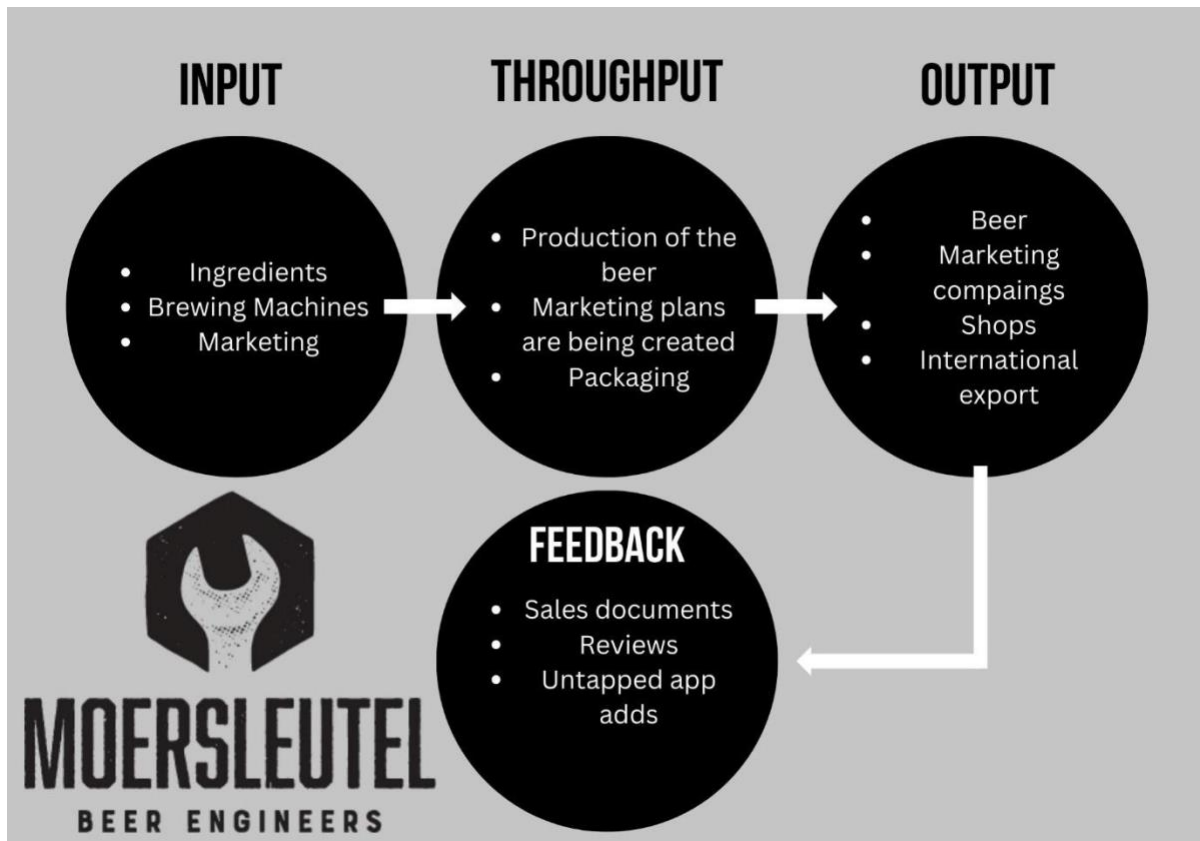 INPUT
THROUGHPUT
OUTPUT
• Ingredients
• Brewing Machines
• Marketing
• Production of the
beer
• Marketing plans
are being created
• Packaging
• Beer
• Marketing
compaings
• Shops
• International
export
FEEDBACK
• Sales documents
• Reviews
• Untapped app
adds
MOERSLEUTEL
BEER ENGINEERS